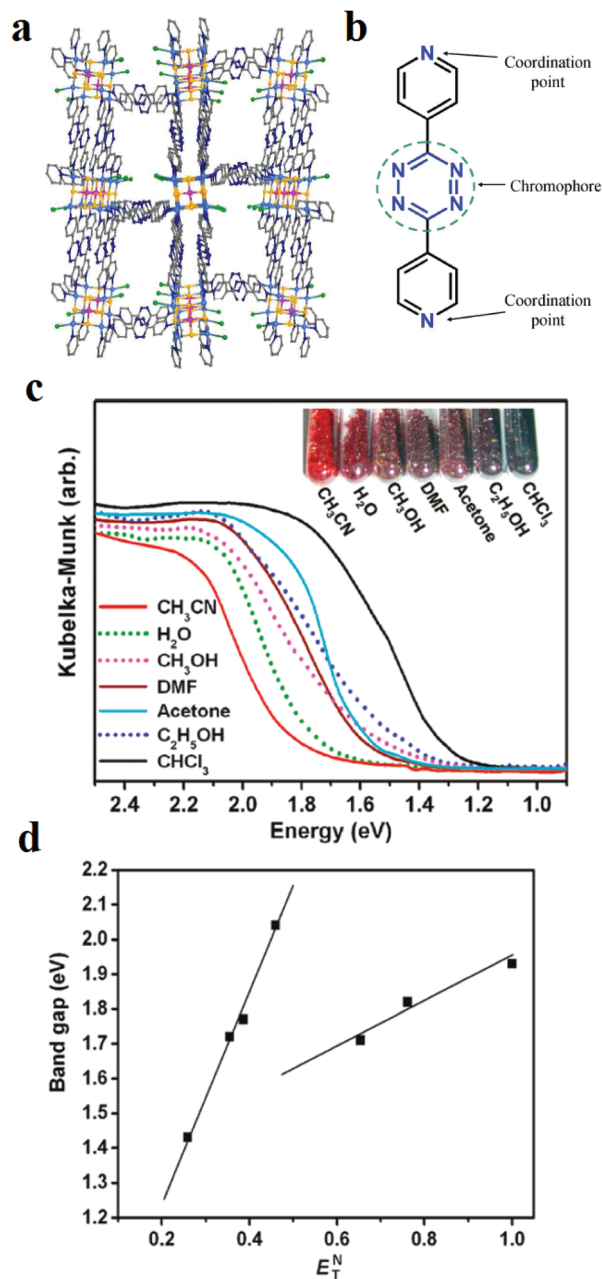 a
b
N
Coordination
point
N
N
N
N
Chromophore
N
Coordination
point
c
Kubelka-Munk (arb.)
CH₃CN
H₂O
CH₃OH
DMF
Acetone
C₂H₅OH
CHCl₃
CH₃CN
H₂O
CH₃OH
DMF
Acetone
C₂H₅OH
CHCl₃
2.4 2.2 2.0 1.8 1.6 1.4 1.2 1.0
Energy (eV)
d
Band gap (eV)
2.2
2.1
2.0
1.9
1.8
1.7
1.6
1.5
1.4
1.3
1.2
0.2 0.4 0.6 0.8 1.0
E_T^N